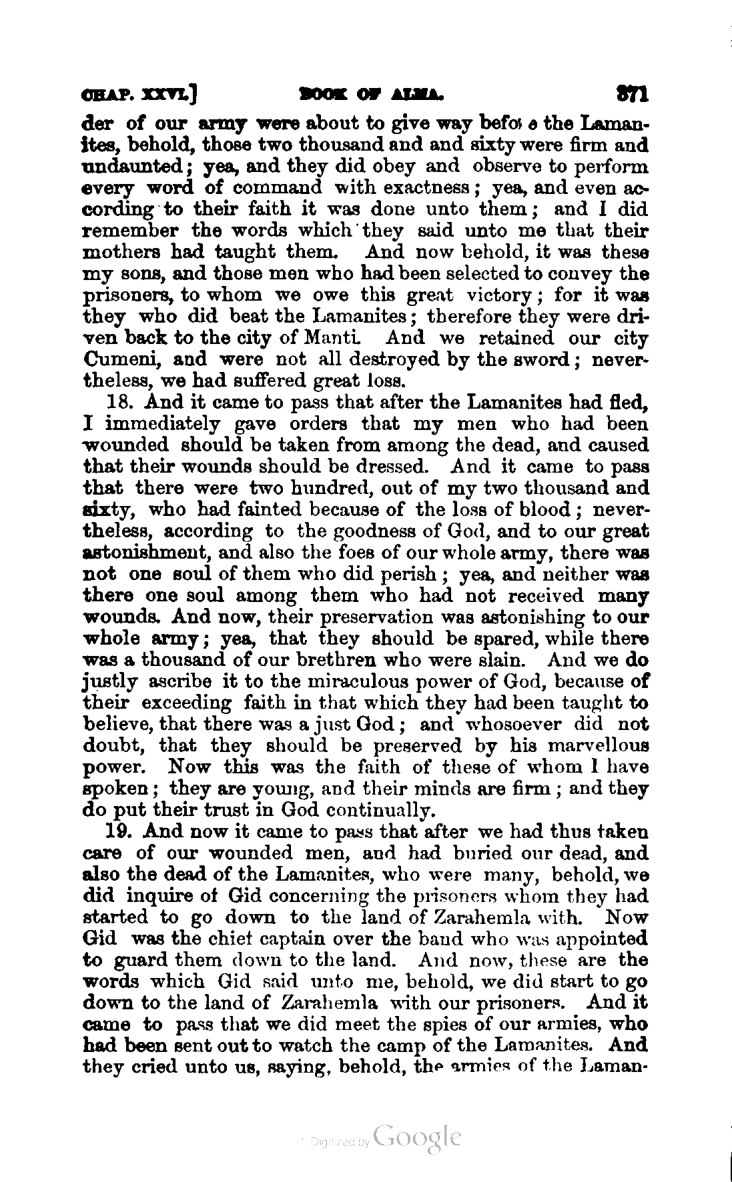 CHAP. XXVI.] BOOK OF ALMA. 371
der of our army were about to give way before the Laman-
ites, behold, those two thousand and and sixty were firm and
undaunted; yea, and they did obey and observe to perform
every word of command with exactness; yea, and even ac-
cording to their faith it was done unto them; and I did
remember the words which they said unto me that their
mothers had taught them. And now behold, it was these
my sons, and those men who had been selected to convey the
prisoners, to whom we owe this great victory; for it was
they who did beat the Lamanites; therefore they were dri-
ven back to the city of Manti. And we retained our city
Cumeni, and were not all destroyed by the sword; never-
theless, we had suffered great loss.
18. And it came to pass that after the Lamanites had fled,
I immediately gave orders that my men who had been
wounded should be taken from among the dead, and caused
that their wounds should be dressed. And it came to pass
that there were two hundred, out of my two thousand and
sixty, who had fainted because of the loss of blood; never-
theless, according to the goodness of God, and to our great
astonishment, and also the foes of our whole army, there was
not one soul of them who did perish; yea, and neither was
there one soul among them who had not received many
wounds. And now, their preservation was astonishing to our
whole army; yea, that they should be spared, while there
was a thousand of our brethren who were slain. And we do
justly ascribe it to the miraculous power of God, because of
their exceeding faith in that which they had been taught to
believe, that there was a just God; and whosoever did not
doubt, that they should be preserved by his marvellous
power. Now this was the faith of these of whom I have
spoken; they are young, and their minds are firm; and they
do put their trust in God continually.
19. And now it came to pass that after we had thus taken
care of our wounded men, and had buried our dead, and
also the dead of the Lamanites, who were many, behold, we
did inquire of Gid concerning the prisoners whom they had
started to go down to the land of Zarahemla with. Now
Gid was the chief captain over the band who was appointed
to guard them down to the land. And now, these are the
words which Gid said unto me, behold, we did start to go
down to the land of Zarahemla with our prisoners. And it
came to pass that we did meet the spies of our armies, who
had been sent out to watch the camp of the Lamanites. And
they cried unto us, saying, behold, the armies of the Laman-
Digitized by Google